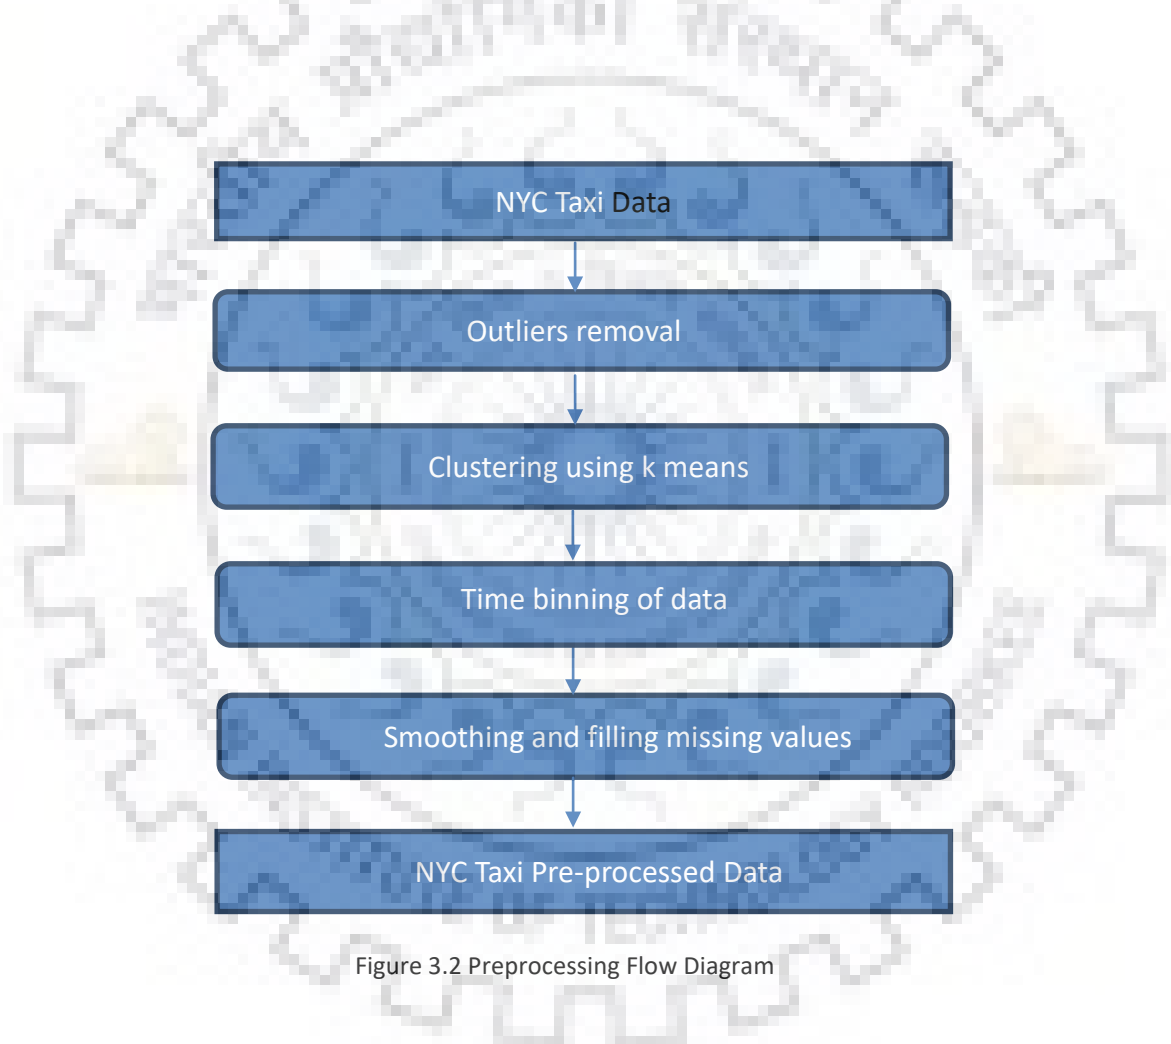 NYC Taxi Data
Outliers removal
Clustering using k means
Time binning of data
Smoothing and filling missing values
NYC Taxi Pre-processed Data
Figure 3.2 Preprocessing Flow Diagram